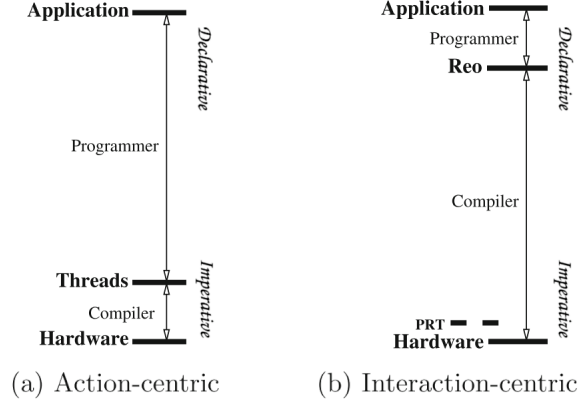 Application
Declarative
Programmer
Threads
Imperative
Compiler
Hardware
(a) Action-centric
Application
Programmer
Declarative
Reo
Compiler
Imperative
PRT
Hardware
(b) Interaction-centric